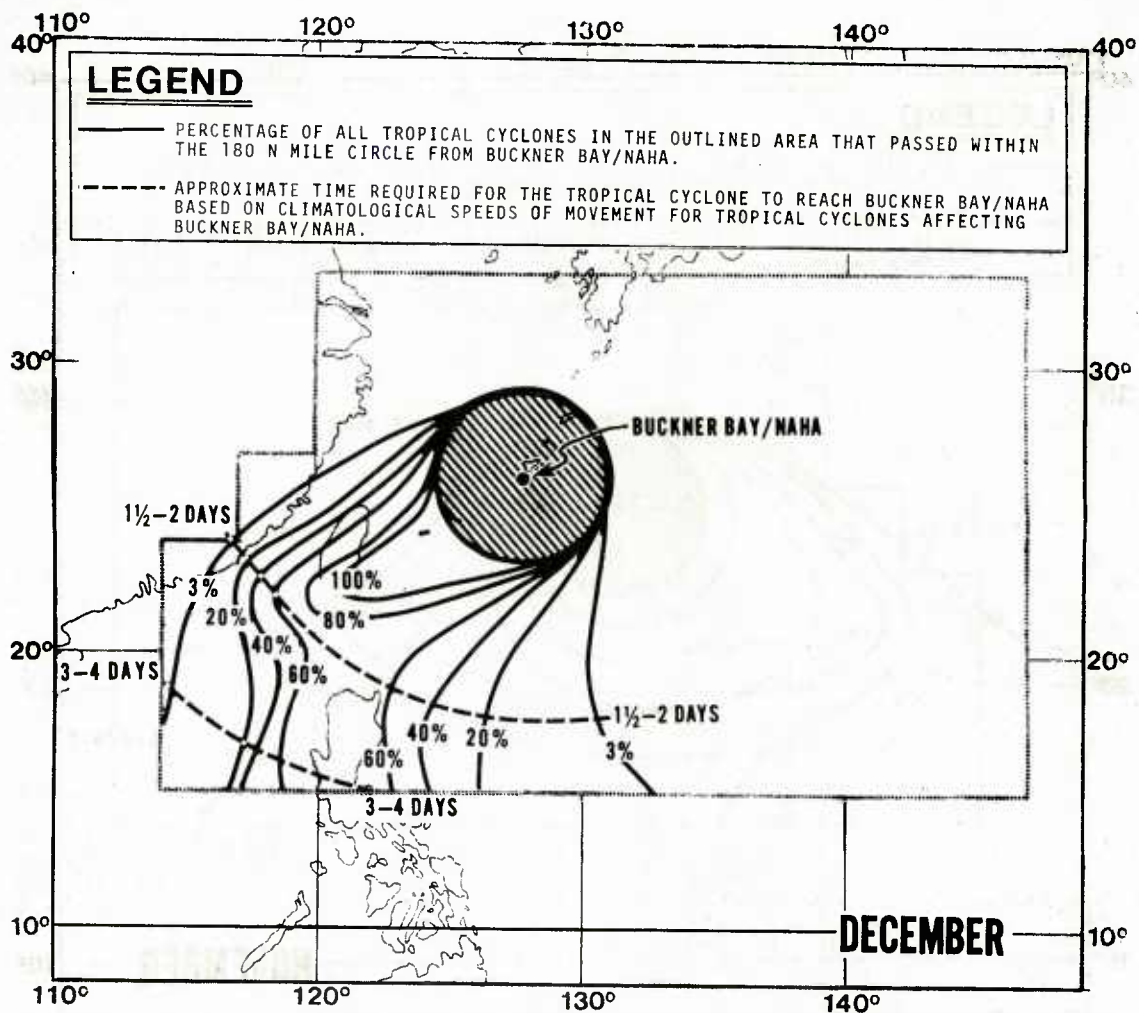 110° 120° 130° 140°
40° 40°
LEGEND
PERCENTAGE OF ALL TROPICAL CYCLONES IN THE OUTLINED AREA THAT PASSED WITHIN
THE 180 N MILE CIRCLE FROM BUCKNER BAY/NAHA.
APPROXIMATE TIME REQUIRED FOR THE TROPICAL CYCLONE TO REACH BUCKNER BAY/NAHA
BASED ON CLIMATOLOGICAL SPEEDS OF MOVEMENT FOR TROPICAL CYCLONES AFFECTING
BUCKNER BAY/NAHA.
30° 30°
BUCKNER BAY/NAHA
1½-2 DAYS
3% 100%
20% 80%
40%
20° 20°
3-4 DAYS 60%
1½-2 DAYS
60% 40% 20% 3%
3-4 DAYS
10° 10°
DECEMBER
110° 120° 130° 140°